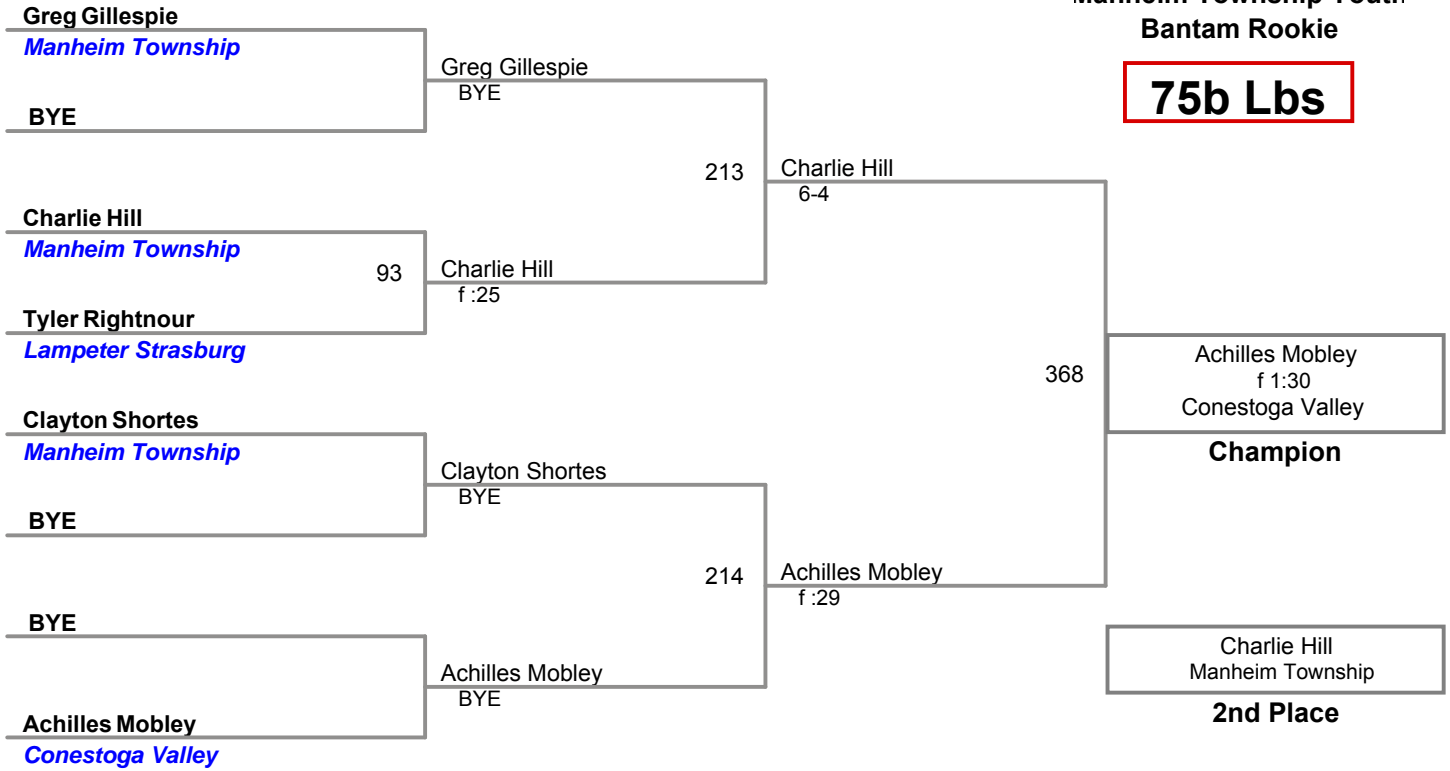 Manheim Township Youth
Bantam Rookie
75b Lbs
Greg Gillespie
Manheim Township
BYE
Greg Gillespie
BYE
Charlie Hill
Manheim Township
Tyler Rightnour
Lampeter Strasburg
93
Charlie Hill
f :25
213
Charlie Hill
6-4
Clayton Shortes
Manheim Township
BYE
Clayton Shortes
BYE
BYE
Achilles Mobley
Conestoga Valley
Achilles Mobley
BYE
214
Achilles Mobley
f :29
368
Achilles Mobley
f 1:30
Conestoga Valley
Champion
Charlie Hill
Manheim Township
2nd Place